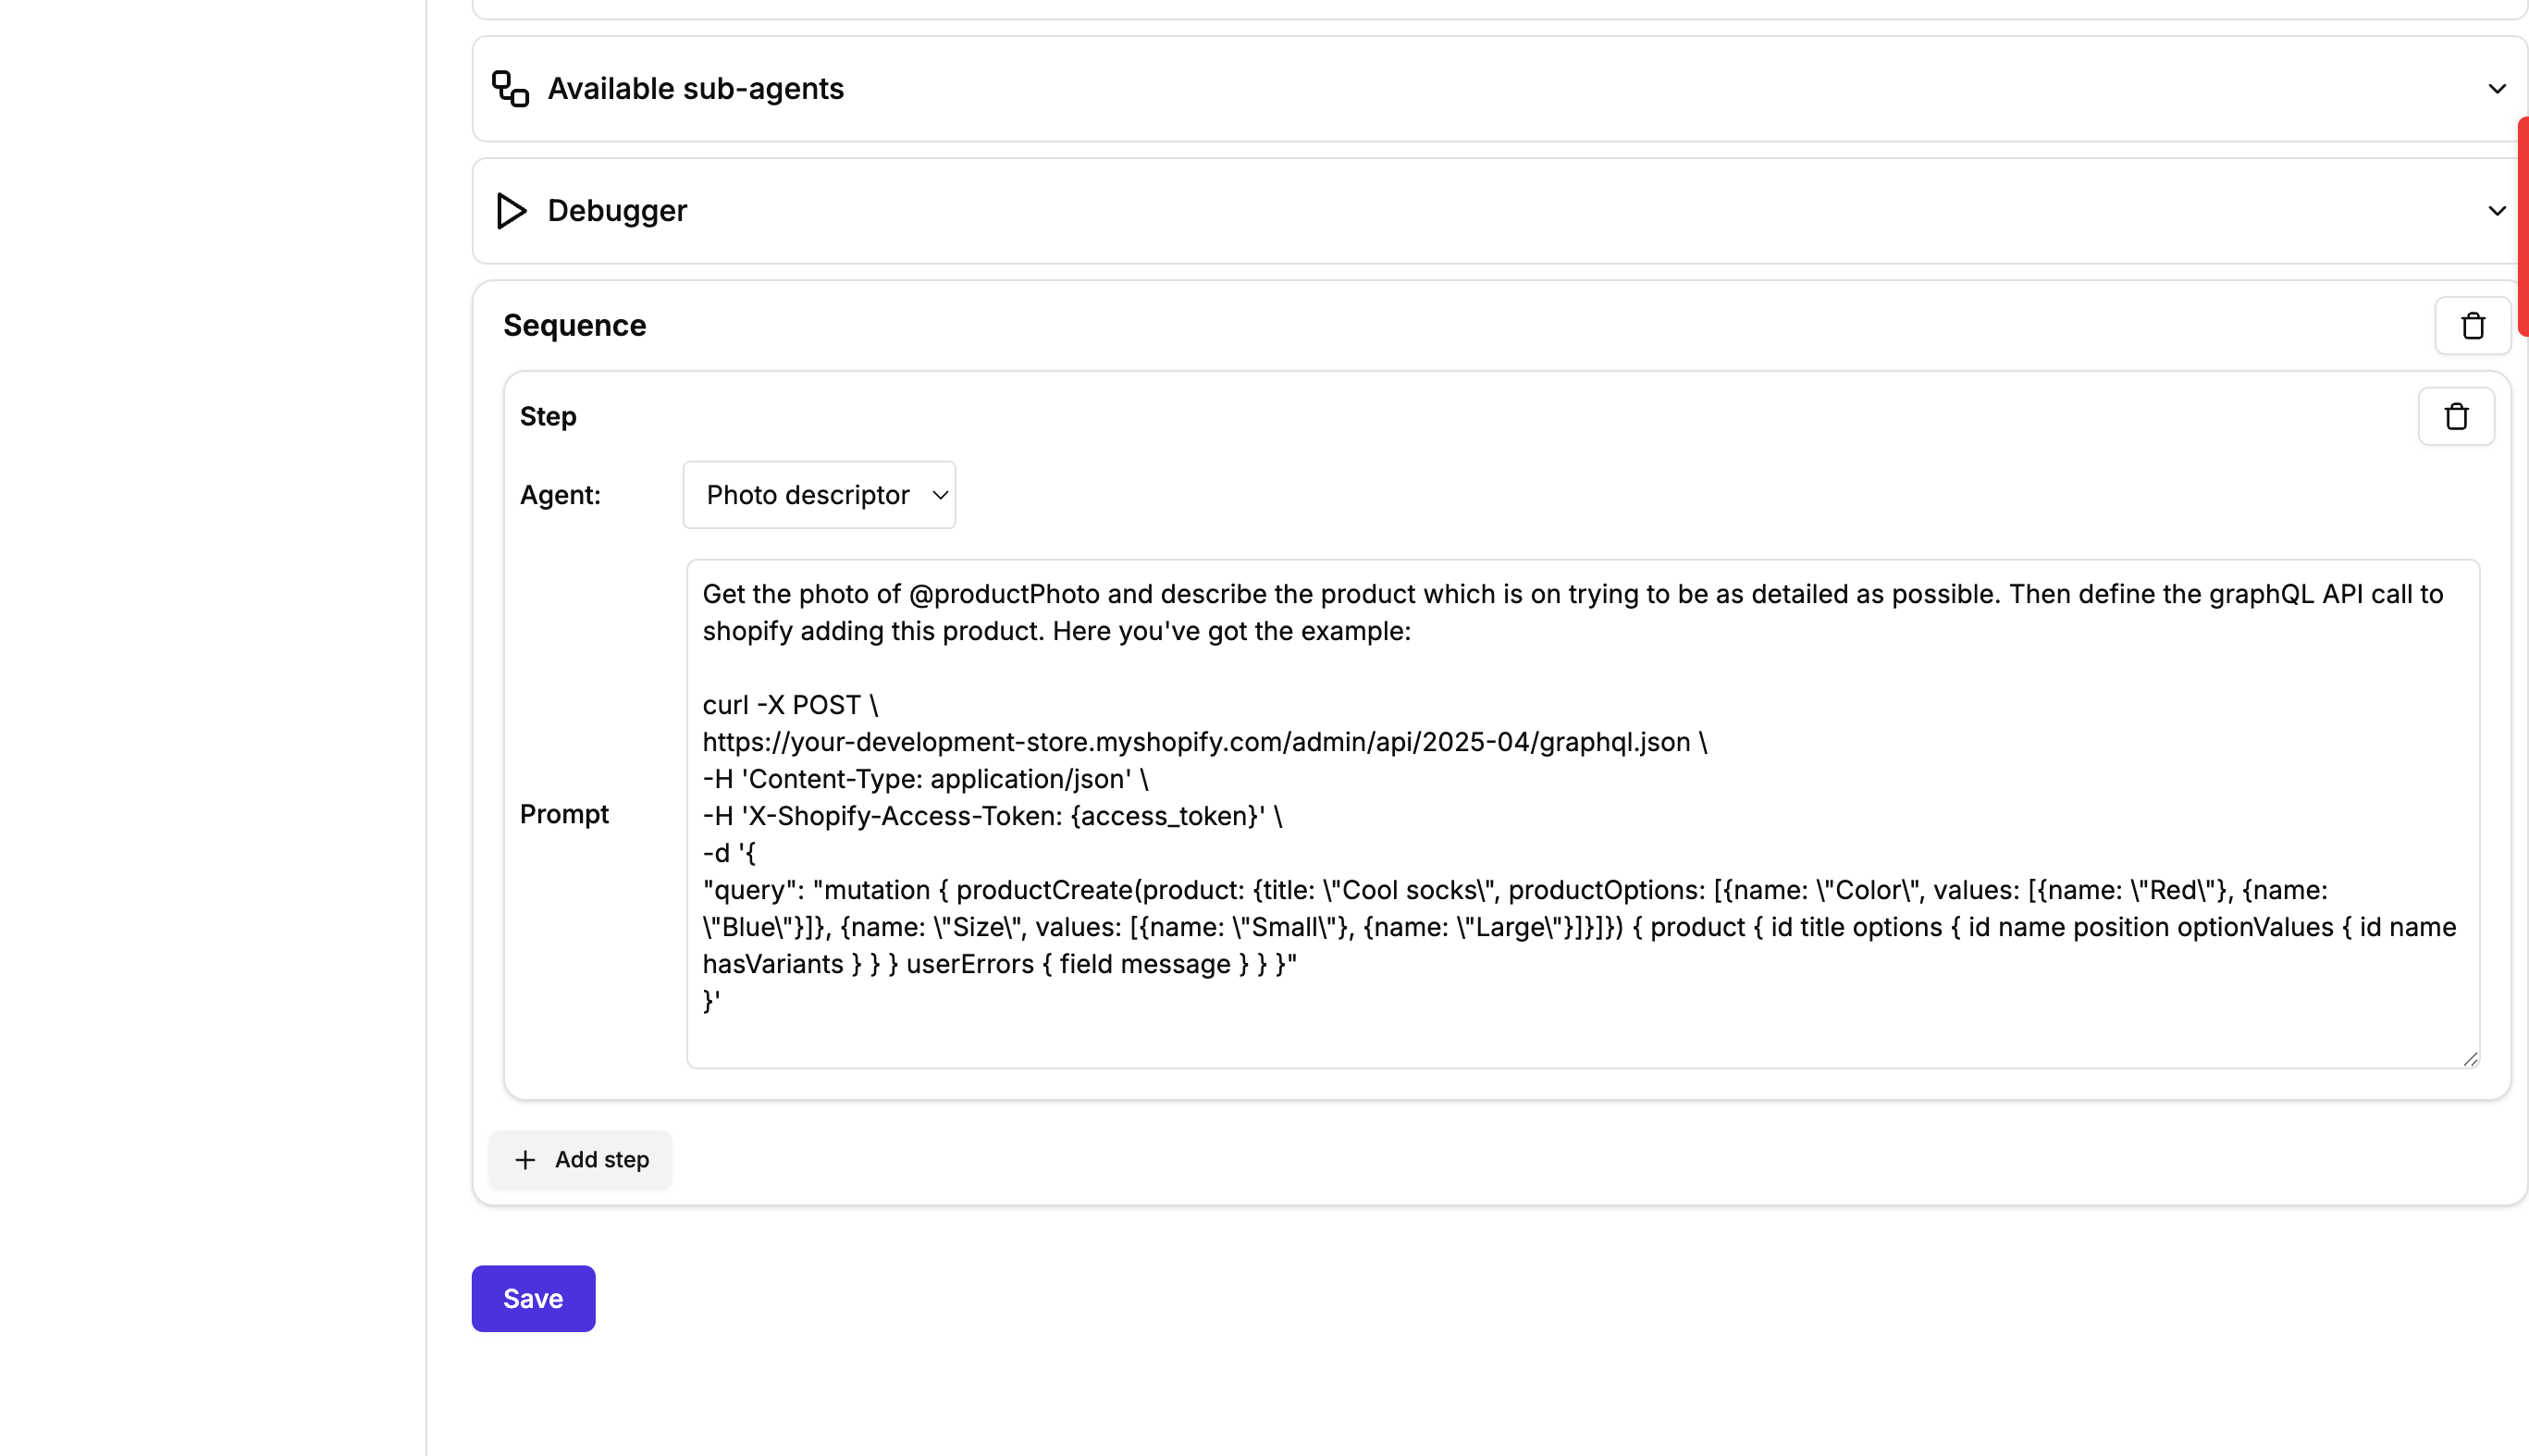 Available sub-agents
Debugger
Sequence
Step
Agent:
Photo descriptor
Prompt
Get the photo of @productPhoto and describe the product which is on trying to be as detailed as possible. Then define the graphQL API call to
shopify adding this product. Here you've got the example:
curl -X POST \
https://your-development-store.myshopify.com/admin/api/2025-04/graphql.json \
-H 'Content-Type: application/json' \
-H 'X-Shopify-Access-Token: {access_token}' \
-d '{
"query": "mutation { productCreate(product: {title: \"Cool socks\", productOptions: [{name: \"Color\", values: [{name: \"Red\"}, {name:
\"Blue\"}]}, {name: \"Size\", values: [{name: \"Small\"}, {name: \"Large\"}]}]}) { product { id title options { id name position optionValues { id name
hasVariants } } } userErrors { field message } } }"
}'
Add step
Save